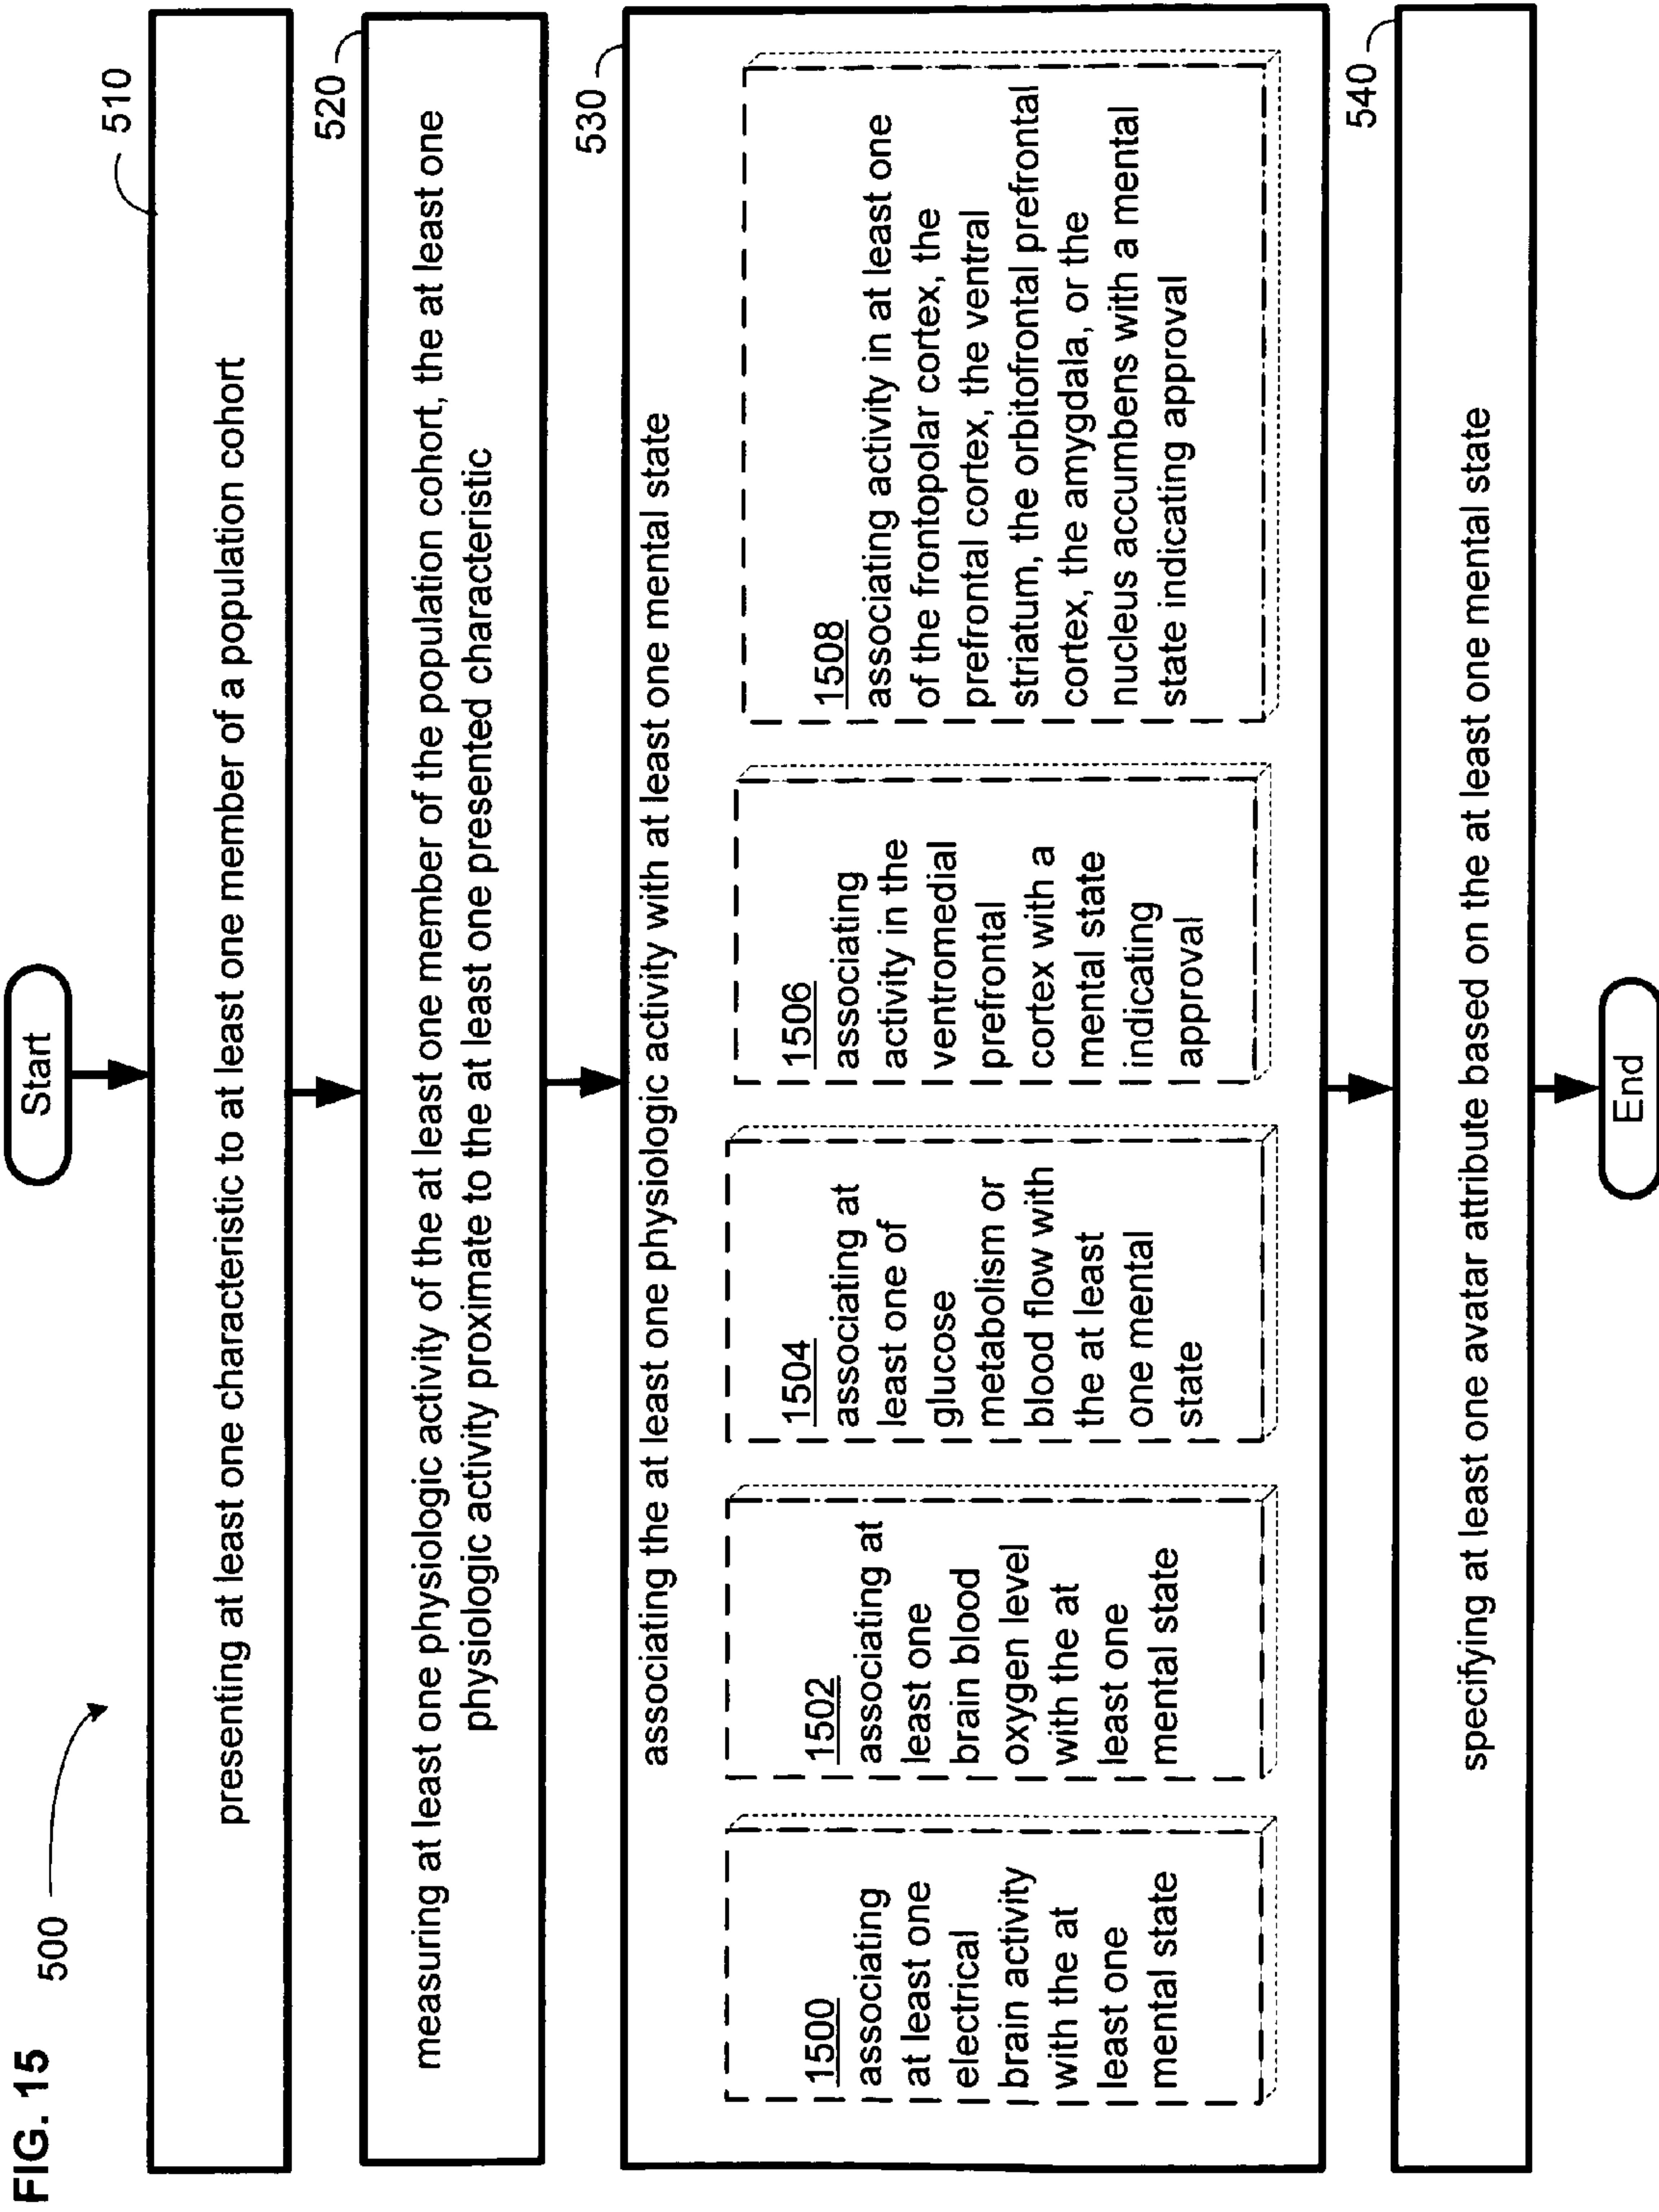 FIG. 15
500
Start
510
presenting at least one characteristic to at least one member of a population cohort
520
measuring at least one physiologic activity of the at least one member of the population cohort, the at least one
physiologic activity proximate to the at least one presented characteristic
530
associating the at least one physiologic activity with at least one mental state
1500
associating
at least one
electrical
brain activity
with the at
least one
mental state
1502
associating at
least one
brain blood
oxygen level
with the at
least one
mental state
1504
associating at
least one of
glucose
metabolism or
blood flow with
the at least
one mental
state
1506
associating
activity in the
ventromedial
prefrontal
cortex with a
mental state
indicating
approval
1508
associating activity in at least one
of the frontopolar cortex, the
prefrontal cortex, the ventral
striatum, the orbitofrontal prefrontal
cortex, the amygdala, or the
nucleus accumbens with a mental
state indicating approval
540
specifying at least one avatar attribute based on the at least one mental state
End